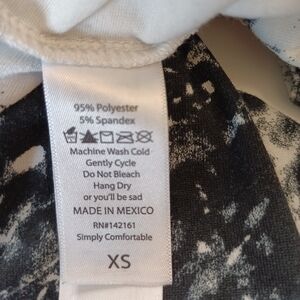 95% Polyester
5% Spandex
Machine Wash Cold
Gently Cycle
Do Not Bleach
Hang Dry
or you'll be sad
MADE IN MEXICO
RN#142161
Simply Comfortable
XS